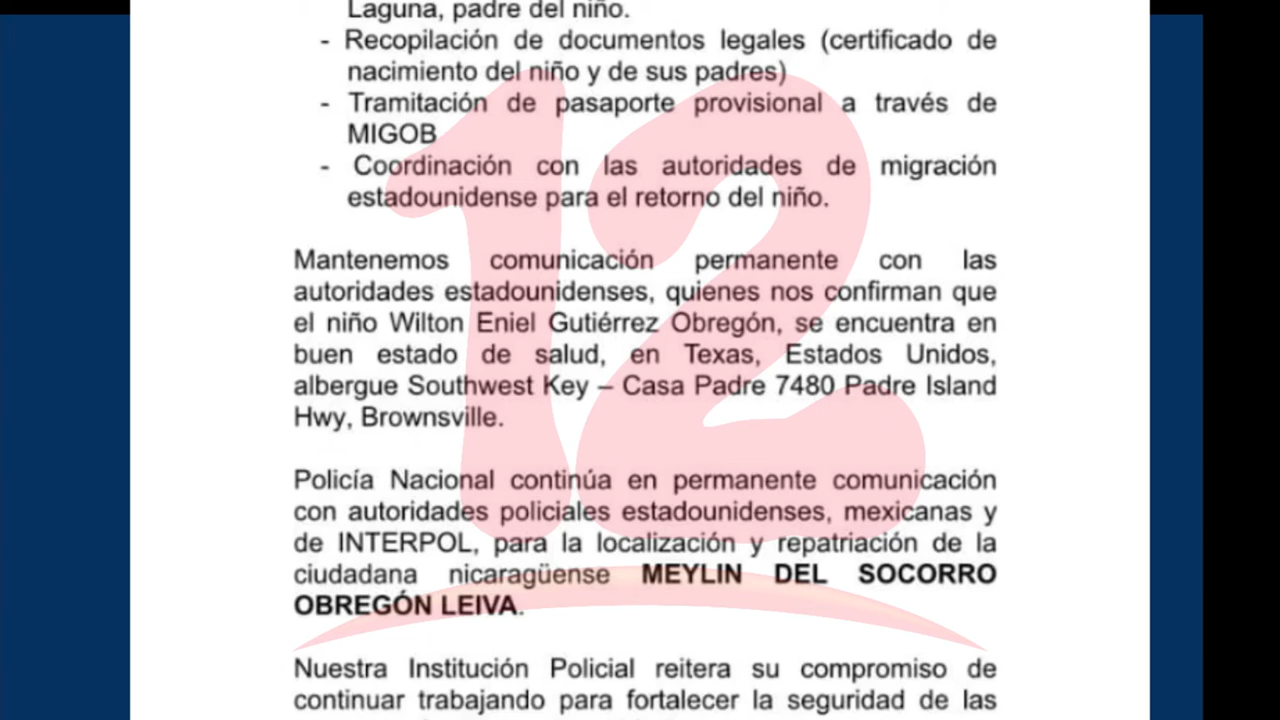 Laguna, padre del niño.
- Recopilación de documentos legales (certificado de
nacimiento del niño y de sus padres)
- Tramitación de pasaporte provisional a través de
MIGOB
- Coordinación con las autoridades de migración
estadounidense para el retorno del niño.
Mantenemos comunicación permanente con las
autoridades estadounidenses, quienes nos confirman que
el niño Wilton Eniel Gutiérrez Obregón, se encuentra en
buen estado de salud, en Texas, Estados Unidos,
albergue Southwest Key – Casa Padre 7480 Padre Island
Hwy, Brownsville.
Policía Nacional continúa en permanente comunicación
con autoridades policiales estadounidenses, mexicanas y
de INTERPOL, para la localización y repatriación de la
ciudadana nicaragüense MEYLIN DEL SOCORRO
OBREGÓN LEIVA.
Nuestra Institución Policial reitera su compromiso de
continuar trabajando para fortalecer la seguridad de las
12